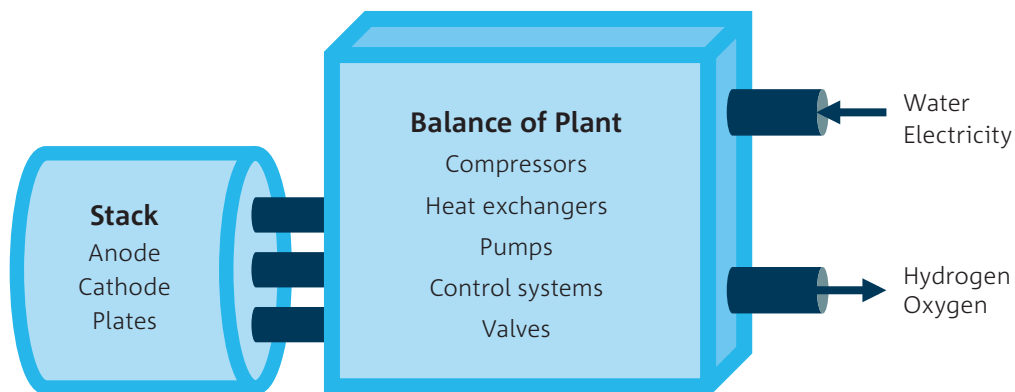 Stack
Anode
Cathode
Plates
Balance of Plant
Compressors
Heat exchangers
Pumps
Control systems
Valves
Water
Electricity
Hydrogen
Oxygen